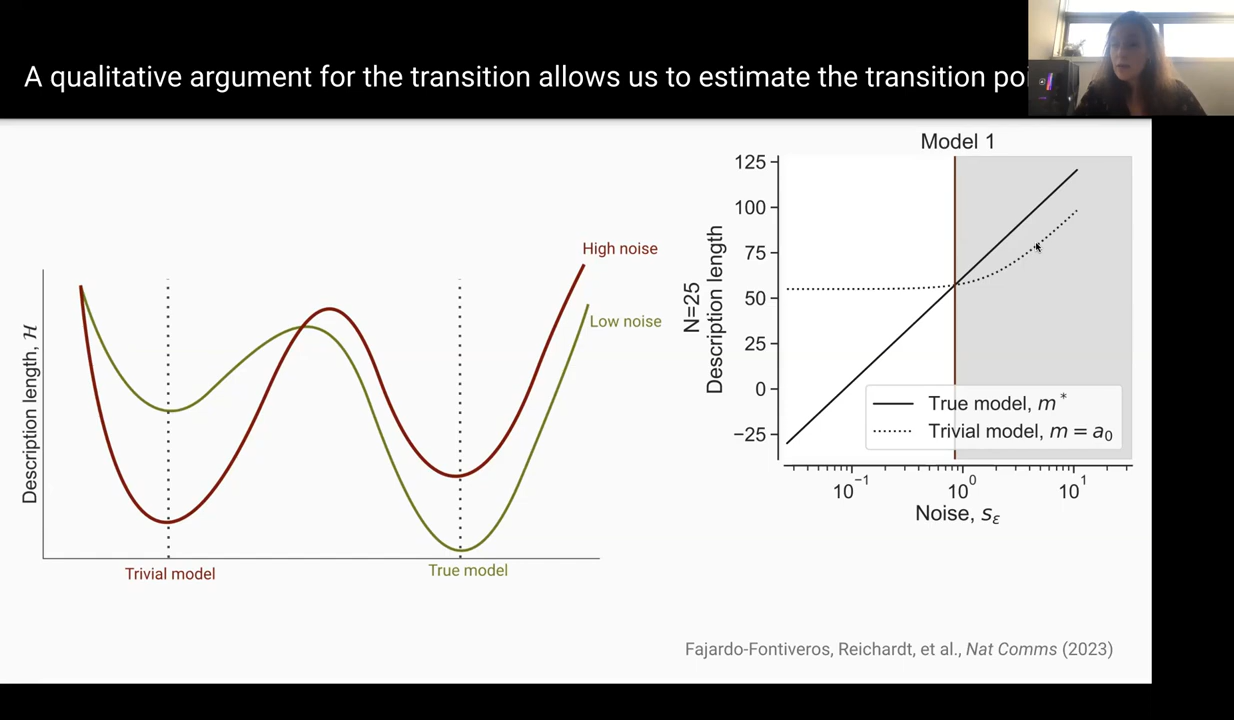 A qualitative argument for the transition allows us to estimate the transition
High noise
Low noise
Description length, ℋ
Trivial model
True model
Model 1
N=25
Description length
125
100
75
50
25
0
−25
True model, m*
Trivial model, m = a₀
10⁻¹
10⁰
10¹
Noise, sε
Fajardo-Fontiveros, Reichardt, et al., Nat Comms (2023)